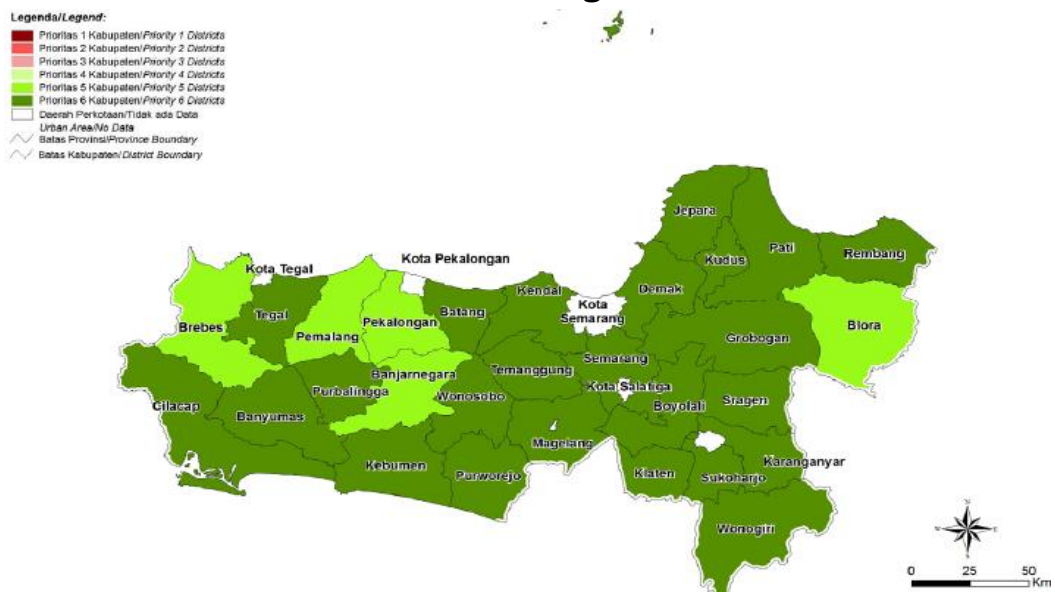 Legenda/Legend:
Prioritas 1 Kabupaten/Priority 1 Districts
Prioritas 2 Kabupaten/Priority 2 Districts
Prioritas 3 Kabupaten/Priority 3 Districts
Prioritas 4 Kabupaten/Priority 4 Districts
Prioritas 5 Kabupaten/Priority 5 Districts
Prioritas 6 Kabupaten/Priority 6 Districts
Daerah Perkotaan/Tidak ada Data
Urban Area/No Data
Batas Provinsi/Province Boundary
Batas Kabupaten/District Boundary
Jepara
Pati
Kudus
Rembang
Kota Tegal
Kota Pekalongan
Kendal
Demak
Kota
Semarang
Tegal
Batang
Brebes
Pemalang
Pekalongan
Blora
Grobogan
Semarang
Temanggung
Banjarnegara
Purbalingga
Wonosobo
Kota Salatiga
Boyolali
Sragen
Cilacap
Banyumas
Magelang
Kebumen
Purworejo
Klaten
Sukoharjo
Karanganyar
Wonogiri
N
W
E
S
0 25 50
Km